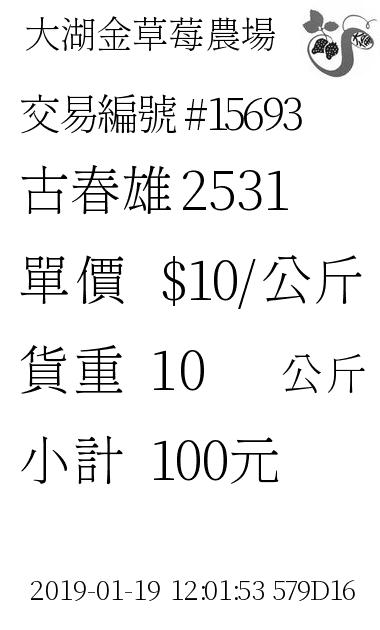 大湖金草莓農場
交易編號 #15693
古春雄 2531
單價 $10/公斤
貨重 10 公斤
小計 100元
2019-01-19 12:01:53 579D16